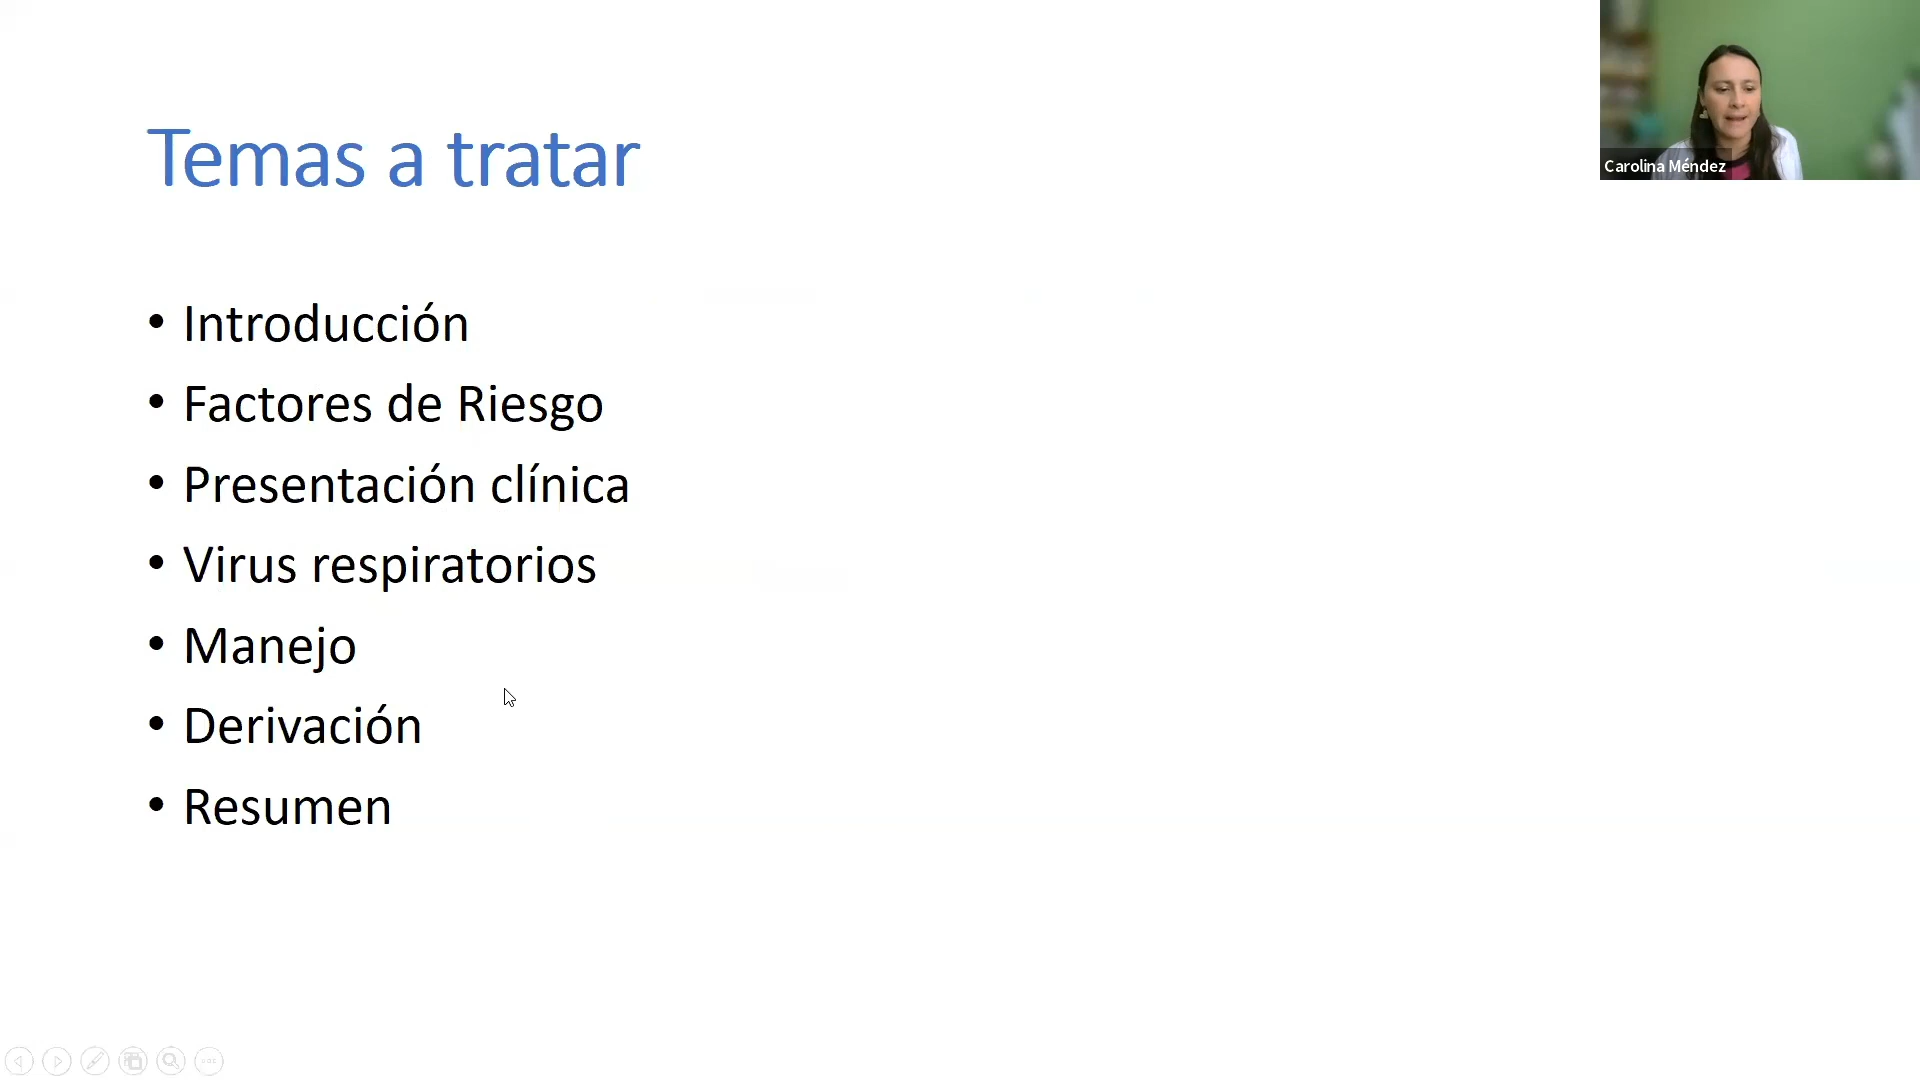 Temas a tratar
• Introducción
• Factores de Riesgo
• Presentación clínica
• Virus respiratorios
• Manejo
• Derivación
• Resumen
Carolina Méndez